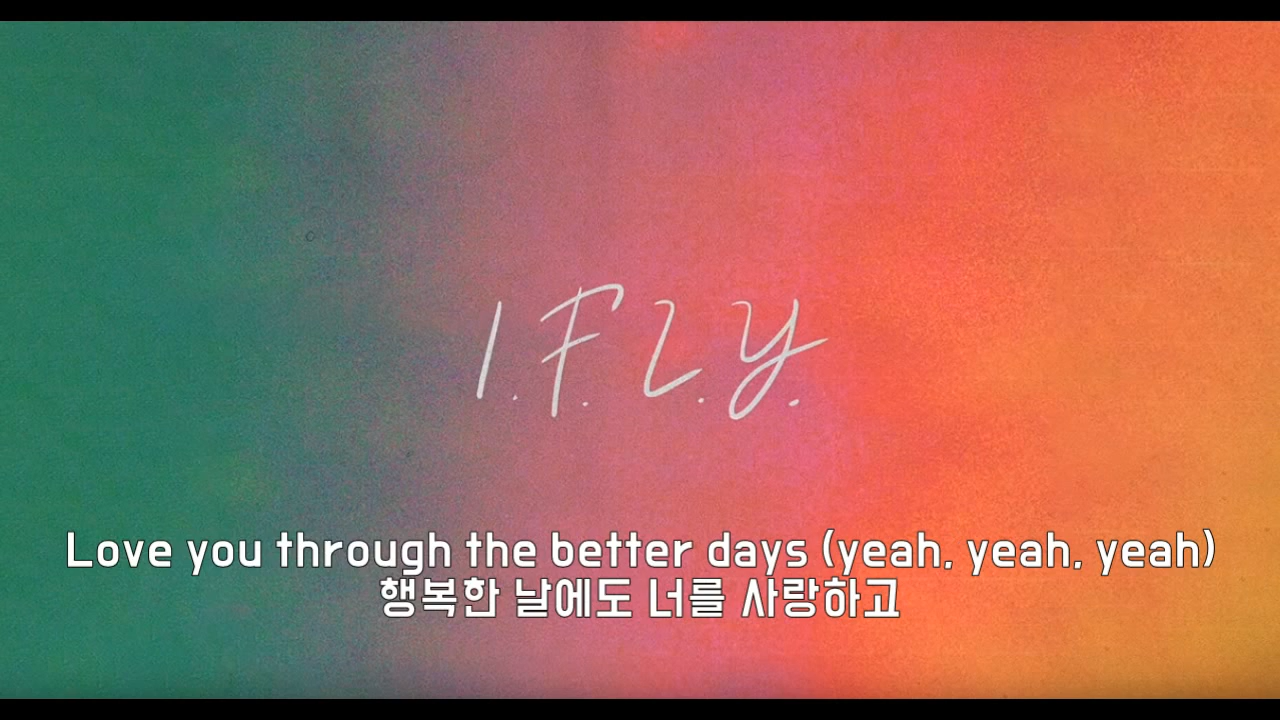 I.F.L.Y.
Love you through the better days (yeah, yeah, yeah)
행복한 날에도 너를 사랑하고